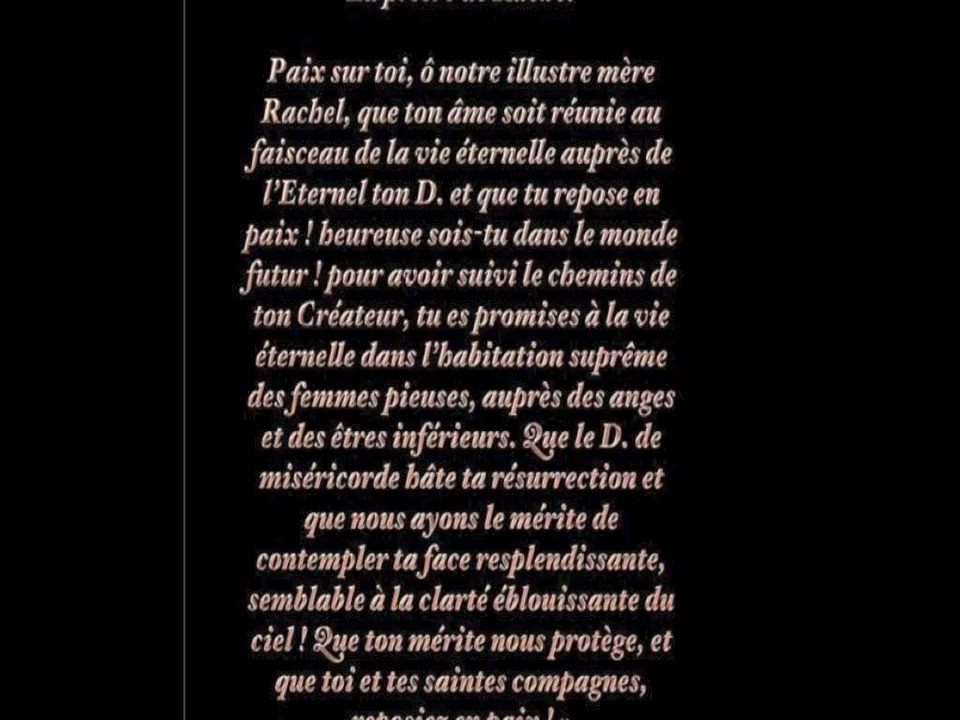 Paix sur toi, ô notre illustre mère
Rachel, que ton âme soit réunie au
faisceau de la vie éternelle auprès de
l'Eternel ton D. et que tu repose en
paix ! heureuse sois-tu dans le monde
futur ! pour avoir suivi le chemins de
ton Créateur, tu es promises à la vie
éternelle dans l'habitation suprême
des femmes pieuses, auprès des anges
et des êtres inférieurs. Que le D. de
miséricorde hâte ta résurrection et
que nous ayons le mérite de
contempler ta face resplendissante,
semblable à la clarté éblouissante du
ciel ! Que ton mérite nous protège, et
que toi et tes saintes compagnes,
reposiez en paix ! »